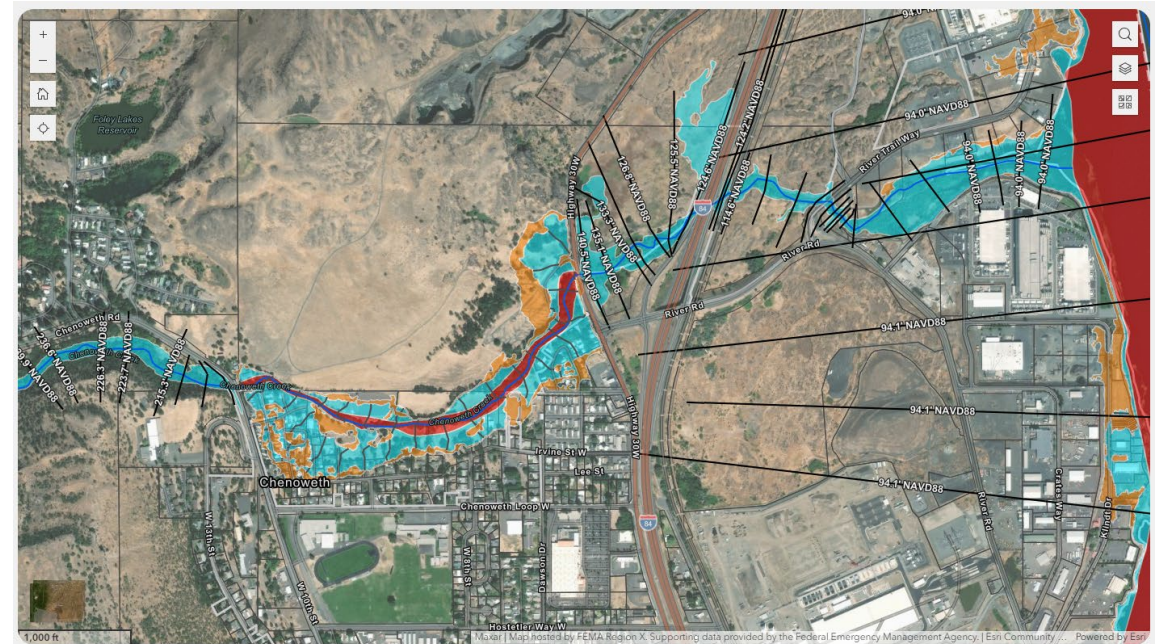 +
−
Foley Lakes
Reservoir
94.0' NAVD88
Highway 30W
126.8' NAVD88
125.5' NAVD88
124.6' NAVD88
124.2' NAVD88
114.6' NAVD88
84
River Trail Way
94.0' NAVD88
94.0' NAVD88
94.0' NAVD88
133.3' NAVD88
135.1' NAVD88
140.5' NAVD88
River Rd
River Rd
Chenoweth Rd
236.6' NAVD88
226.3' NAVD88
223.7' NAVD88
215.3' NAVD88
Chenoweth Creek
Chenoweth Creek
94.1' NAVD88
94.1' NAVD88
94.1' NAVD88
Highway 30W
Irvine St W
Lee St
Chenoweth
Chenoweth Loop W
W 13th St
W 10th St
W 8th St
Dawson Dr
84
River Rd
Crates Way
Klindt Dr
Hostetler Way W
1,000 ft
Maxar | Map hosted by FEMA Region X. Supporting data provided by the Federal Emergency Management Agency. | Esri Community ... Powered by Esri